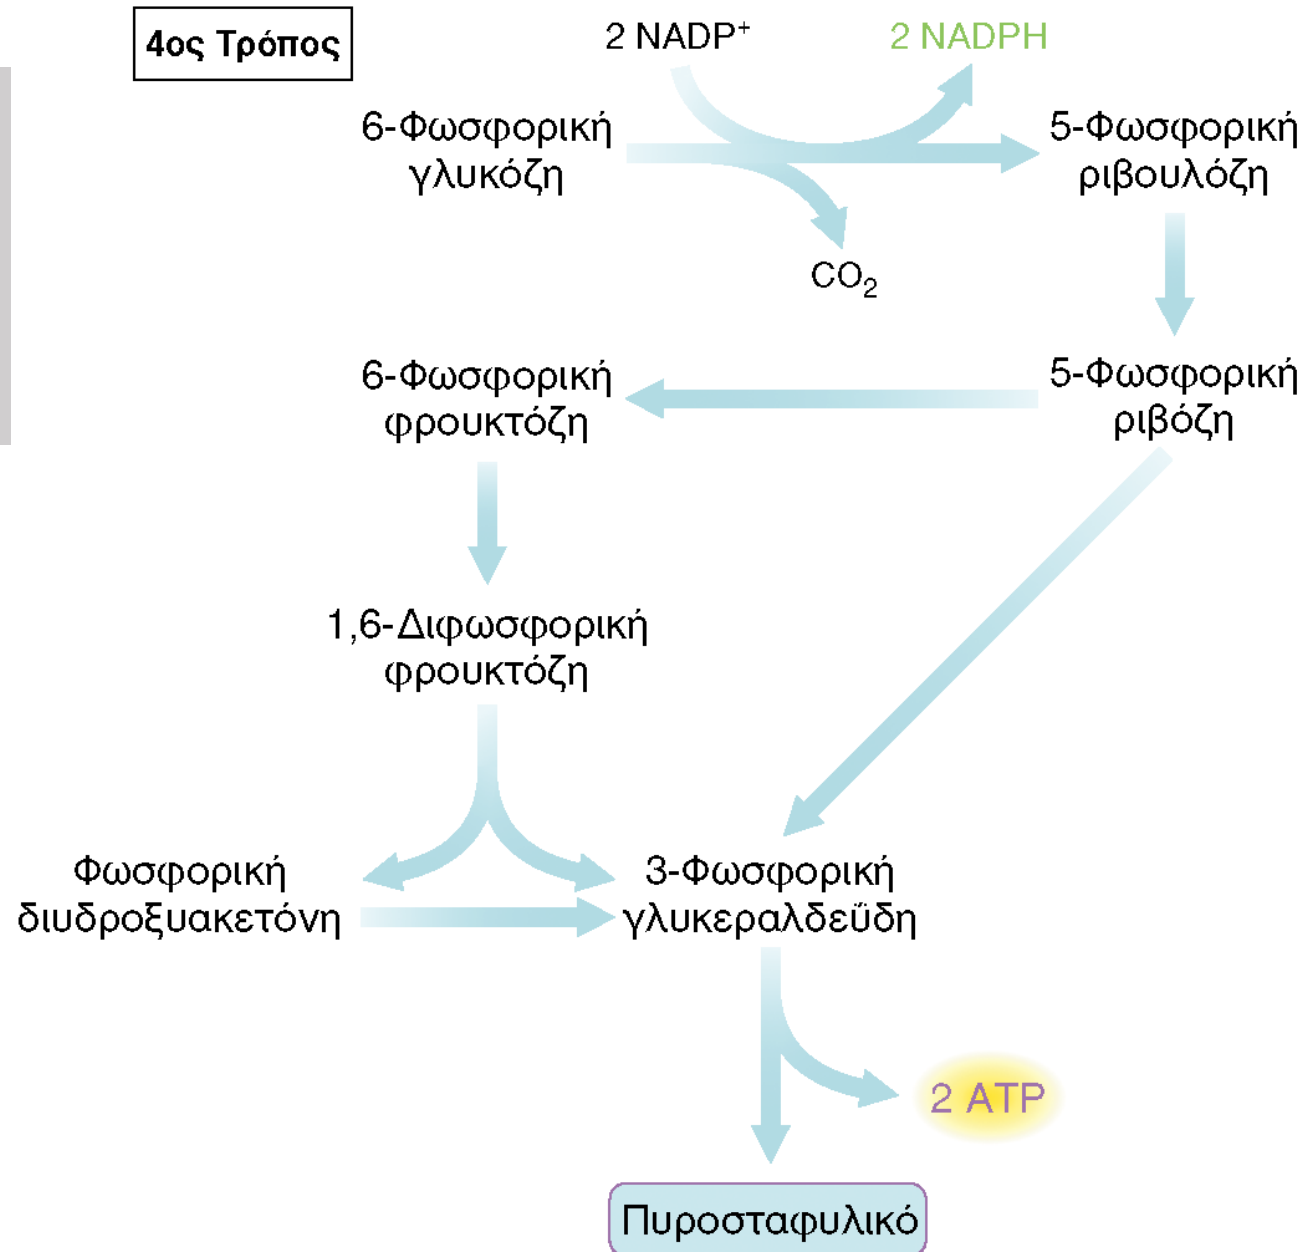 4ος Τρόπος
2 NADP⁺
2 NADPH
6-Φωσφορική
γλυκόζη
5-Φωσφορική
ριβουλόζη
CO₂
6-Φωσφορική
φρουκτόζη
5-Φωσφορική
ριβόζη
1,6-Διφωσφορική
φρουκτόζη
Φωσφορική
διυδροξυακετόνη
3-Φωσφορική
γλυκεραλδεΰδη
2 ATP
Πυροσταφυλικό